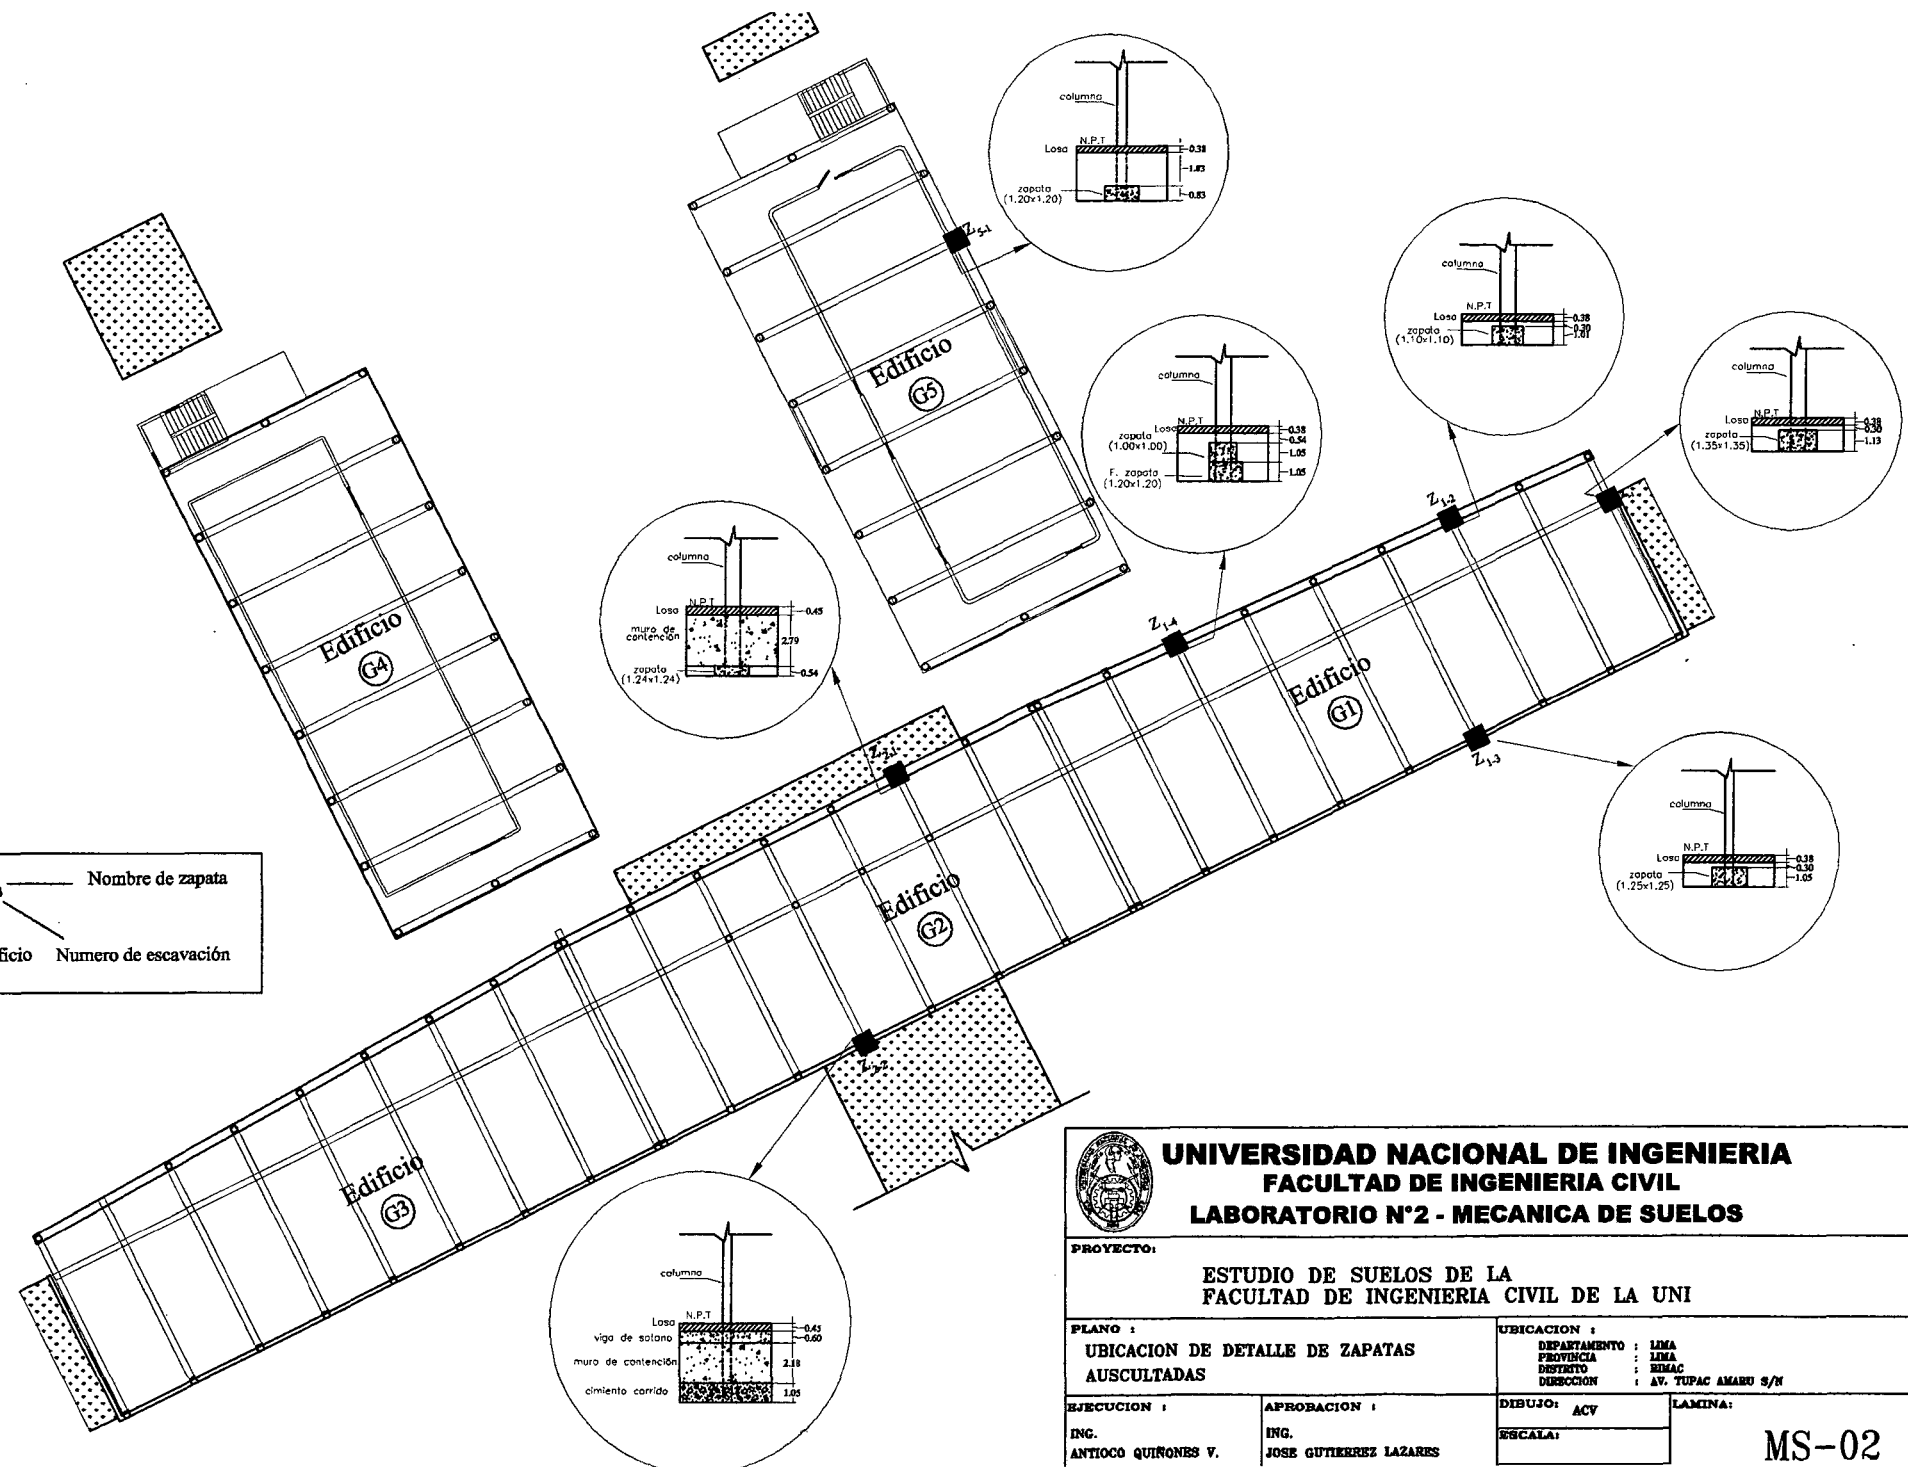 columna
N.P.T
Losa
zapata
(1.20x1.20)
0.38
1.83
0.83
Z5-1
columna
N.P.T
Losa
zapata
(1.10x1.10)
0.38
0.30
1.01
columna
N.P.T
Losa
zapata
(1.00x1.00)
F. zapata
(1.20x1.20)
0.38
0.54
1.05
1.05
columna
N.P.T
Losa
zapata
(1.35x1.35)
0.38
0.30
1.13
Edificio
G5
Z1-2
Z1-4
columna
N.P.T
Losa
muro de
contención
zapata
(1.24x1.24)
0.45
2.79
0.54
Edificio
G4
Edificio
G1
Z2-1
Z1-3
columna
N.P.T
Losa
zapata
(1.25x1.25)
0.38
0.30
1.05
Nombre de zapata
ficio Numero de escavación
Edificio
G2
Z2-2
Edificio
G3
columna
N.P.T
Losa
viga de sotano
muro de contención
cimiento corrido
0.45
0.60
2.18
1.05
UNIVERSIDAD NACIONAL DE INGENIERIA
FACULTAD DE INGENIERIA CIVIL
LABORATORIO N°2 - MECANICA DE SUELOS
PROYECTO:
ESTUDIO DE SUELOS DE LA
FACULTAD DE INGENIERIA CIVIL DE LA UNI
PLANO :
UBICACION DE DETALLE DE ZAPATAS
AUSCULTADAS
UBICACION :
DEPARTAMENTO : LIMA
PROVINCIA : LIMA
DISTRITO : RIMAC
DIRECCION : AV. TUPAC AMARU S/N
EJECUCION :
ING.
ANTIOCO QUIÑONES V.
APROBACION :
ING.
JOSE GUTIERREZ LAZARES
DIBUJO: ACV
ESCALA:
LAMINA:
MS-02